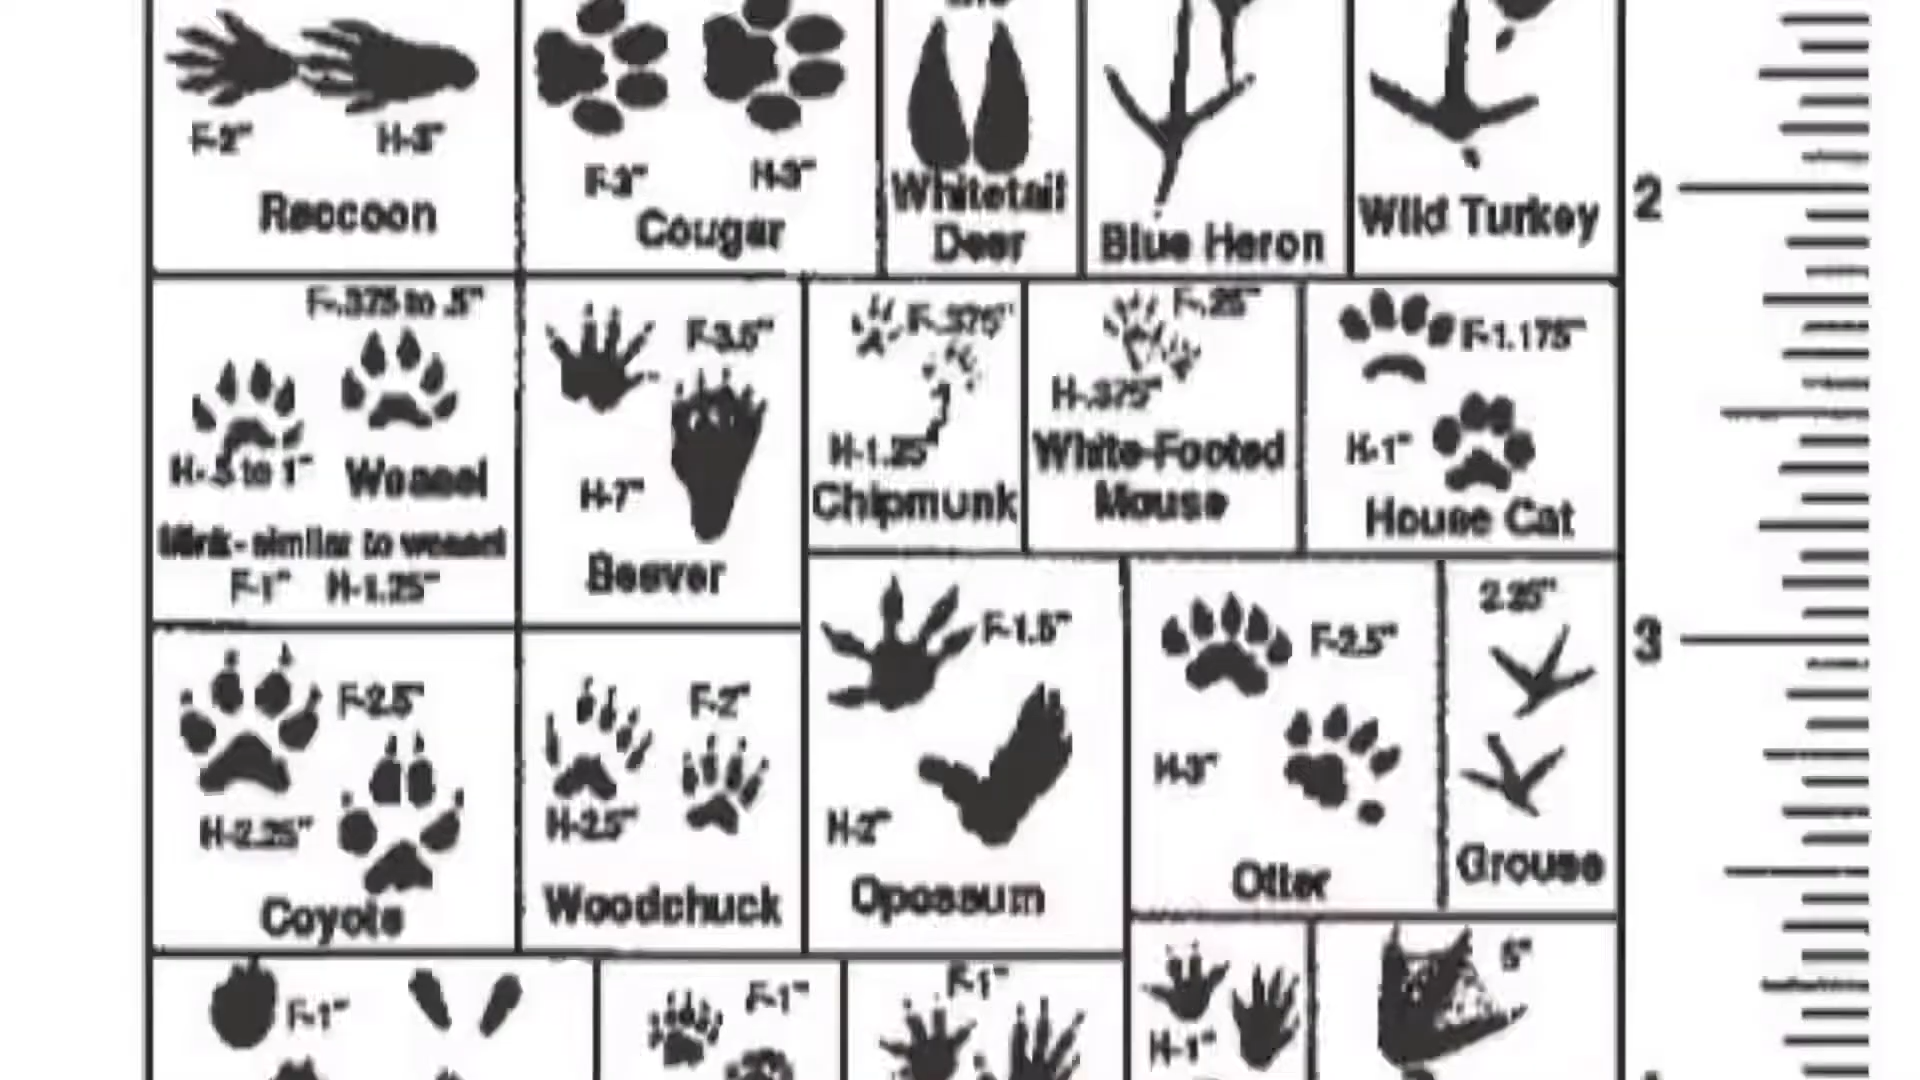 F-2" H-3"
Raccoon
F-3" H-3"
Cougar
Whitetail
Deer
Blue Heron
Wild Turkey
2
F-.375 to .5"
H-.5 to 1" Weasel
Mink - similar to weasel
F-1" H-1.25"
F-3.5"
H-7"
Beaver
F-.375"
H-1.25"
Chipmunk
F-.25"
H-.375"
White-Footed
Mouse
F-1.175"
H-1"
House Cat
3
F-2.5"
H-2.25"
Coyote
F-2"
H-2.5"
Woodchuck
F-1.5"
H-2"
Opossum
F-2.5"
H-3"
Otter
2.25"
Grouse
F-1"
F-1"
F-1"
H-1"
5"